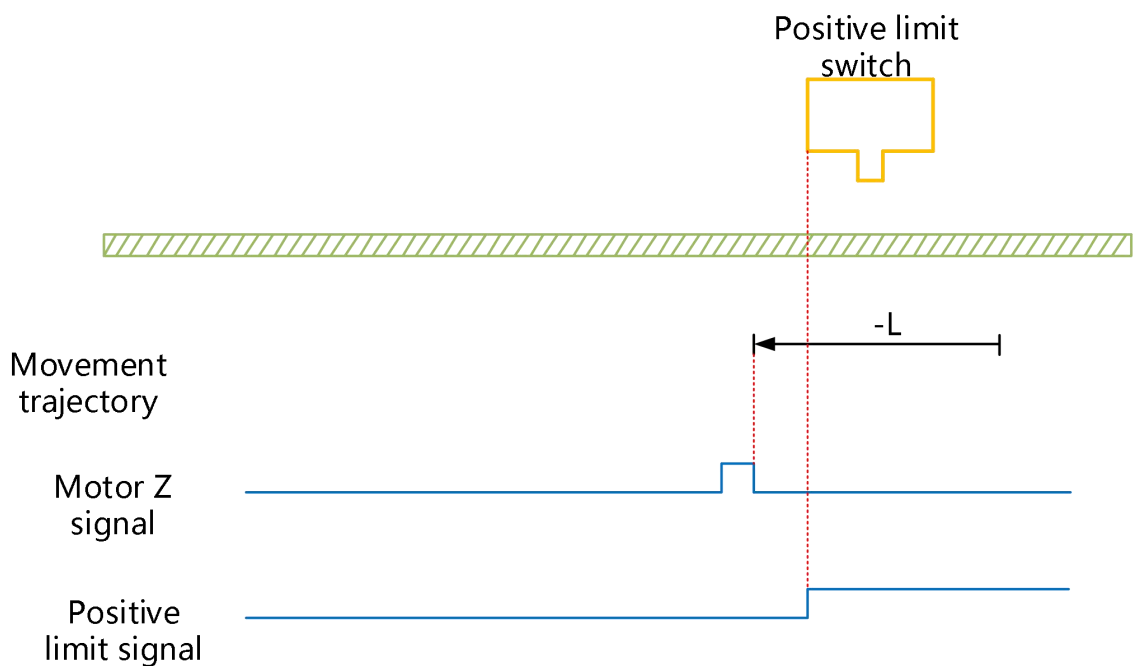 Positive limit
switch
-L
Movement
trajectory
Motor Z
signal
Positive
limit signal